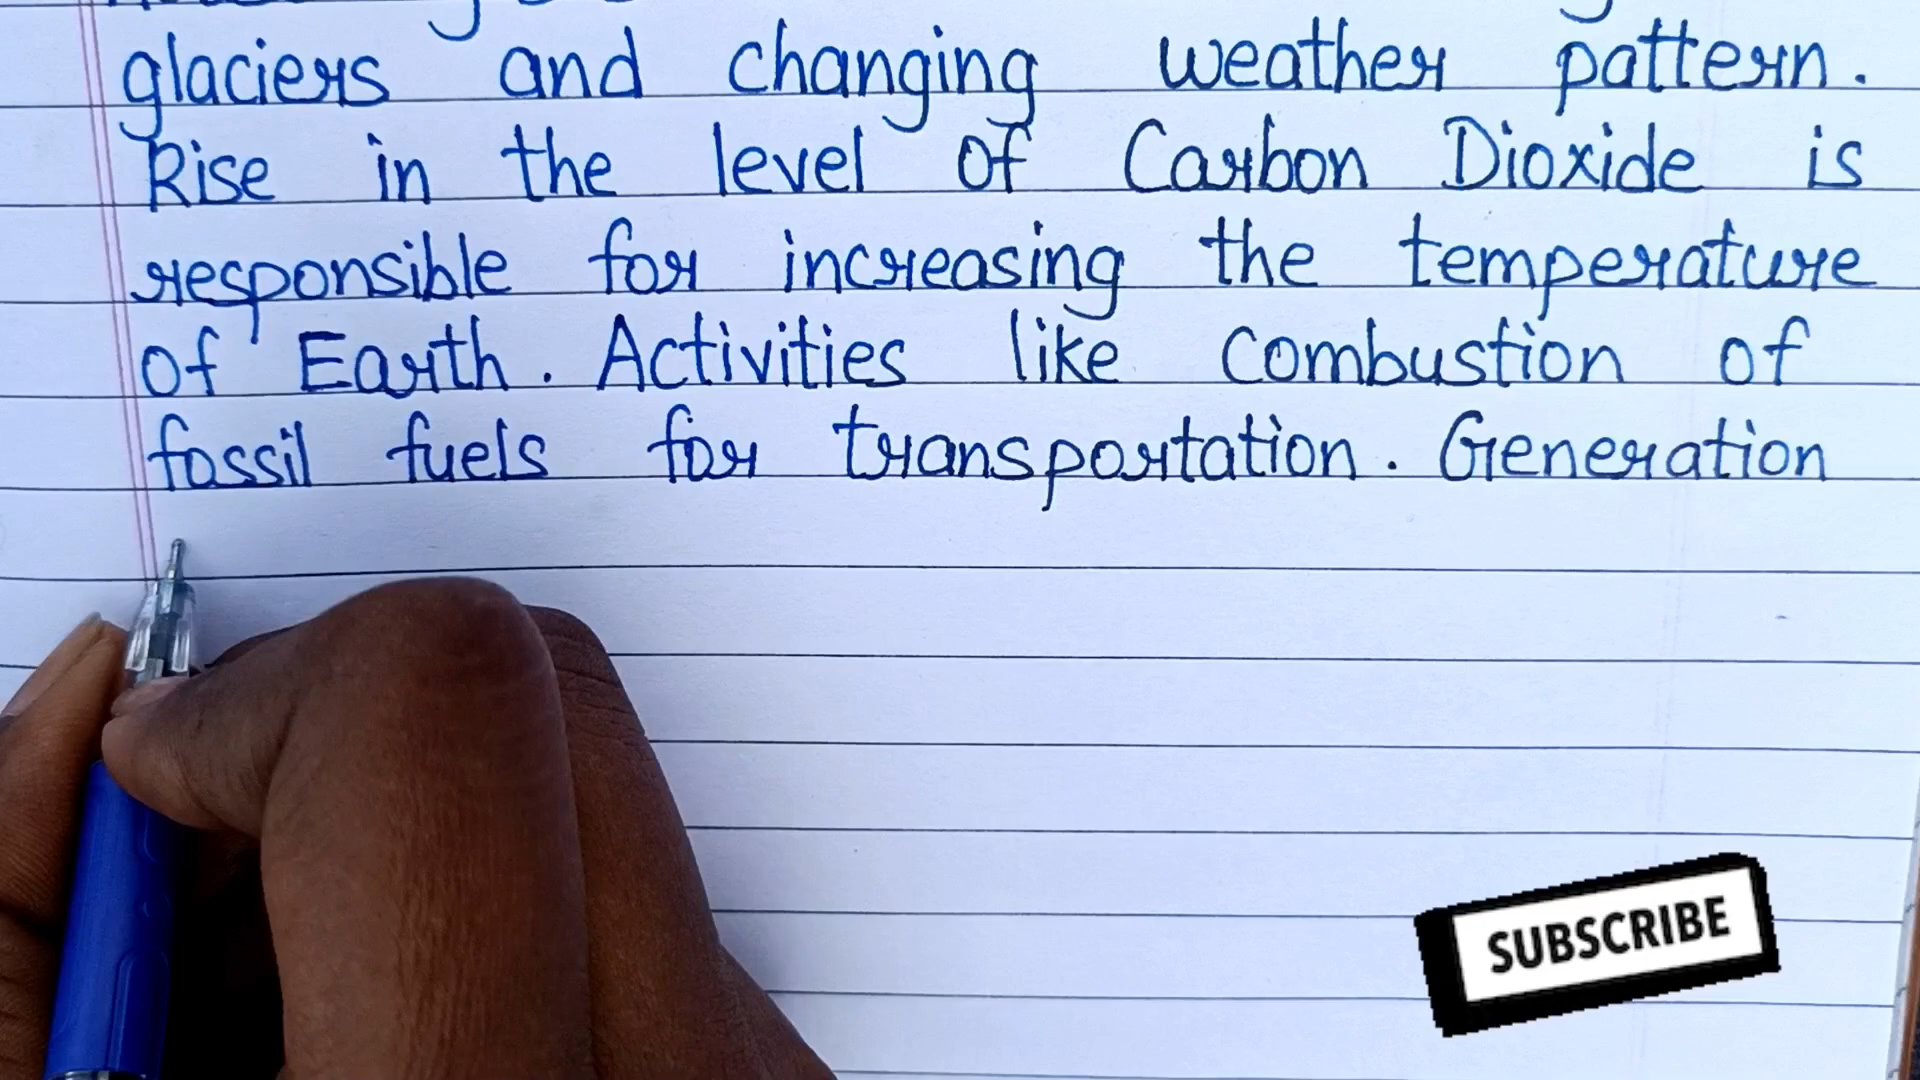 glaciers and changing weather pattern.
Rise in the level of Carbon Dioxide is
responsible for increasing the temperature
of Earth. Activities like combustion of
fossil fuels for transportation. Generation
SUBSCRIBE